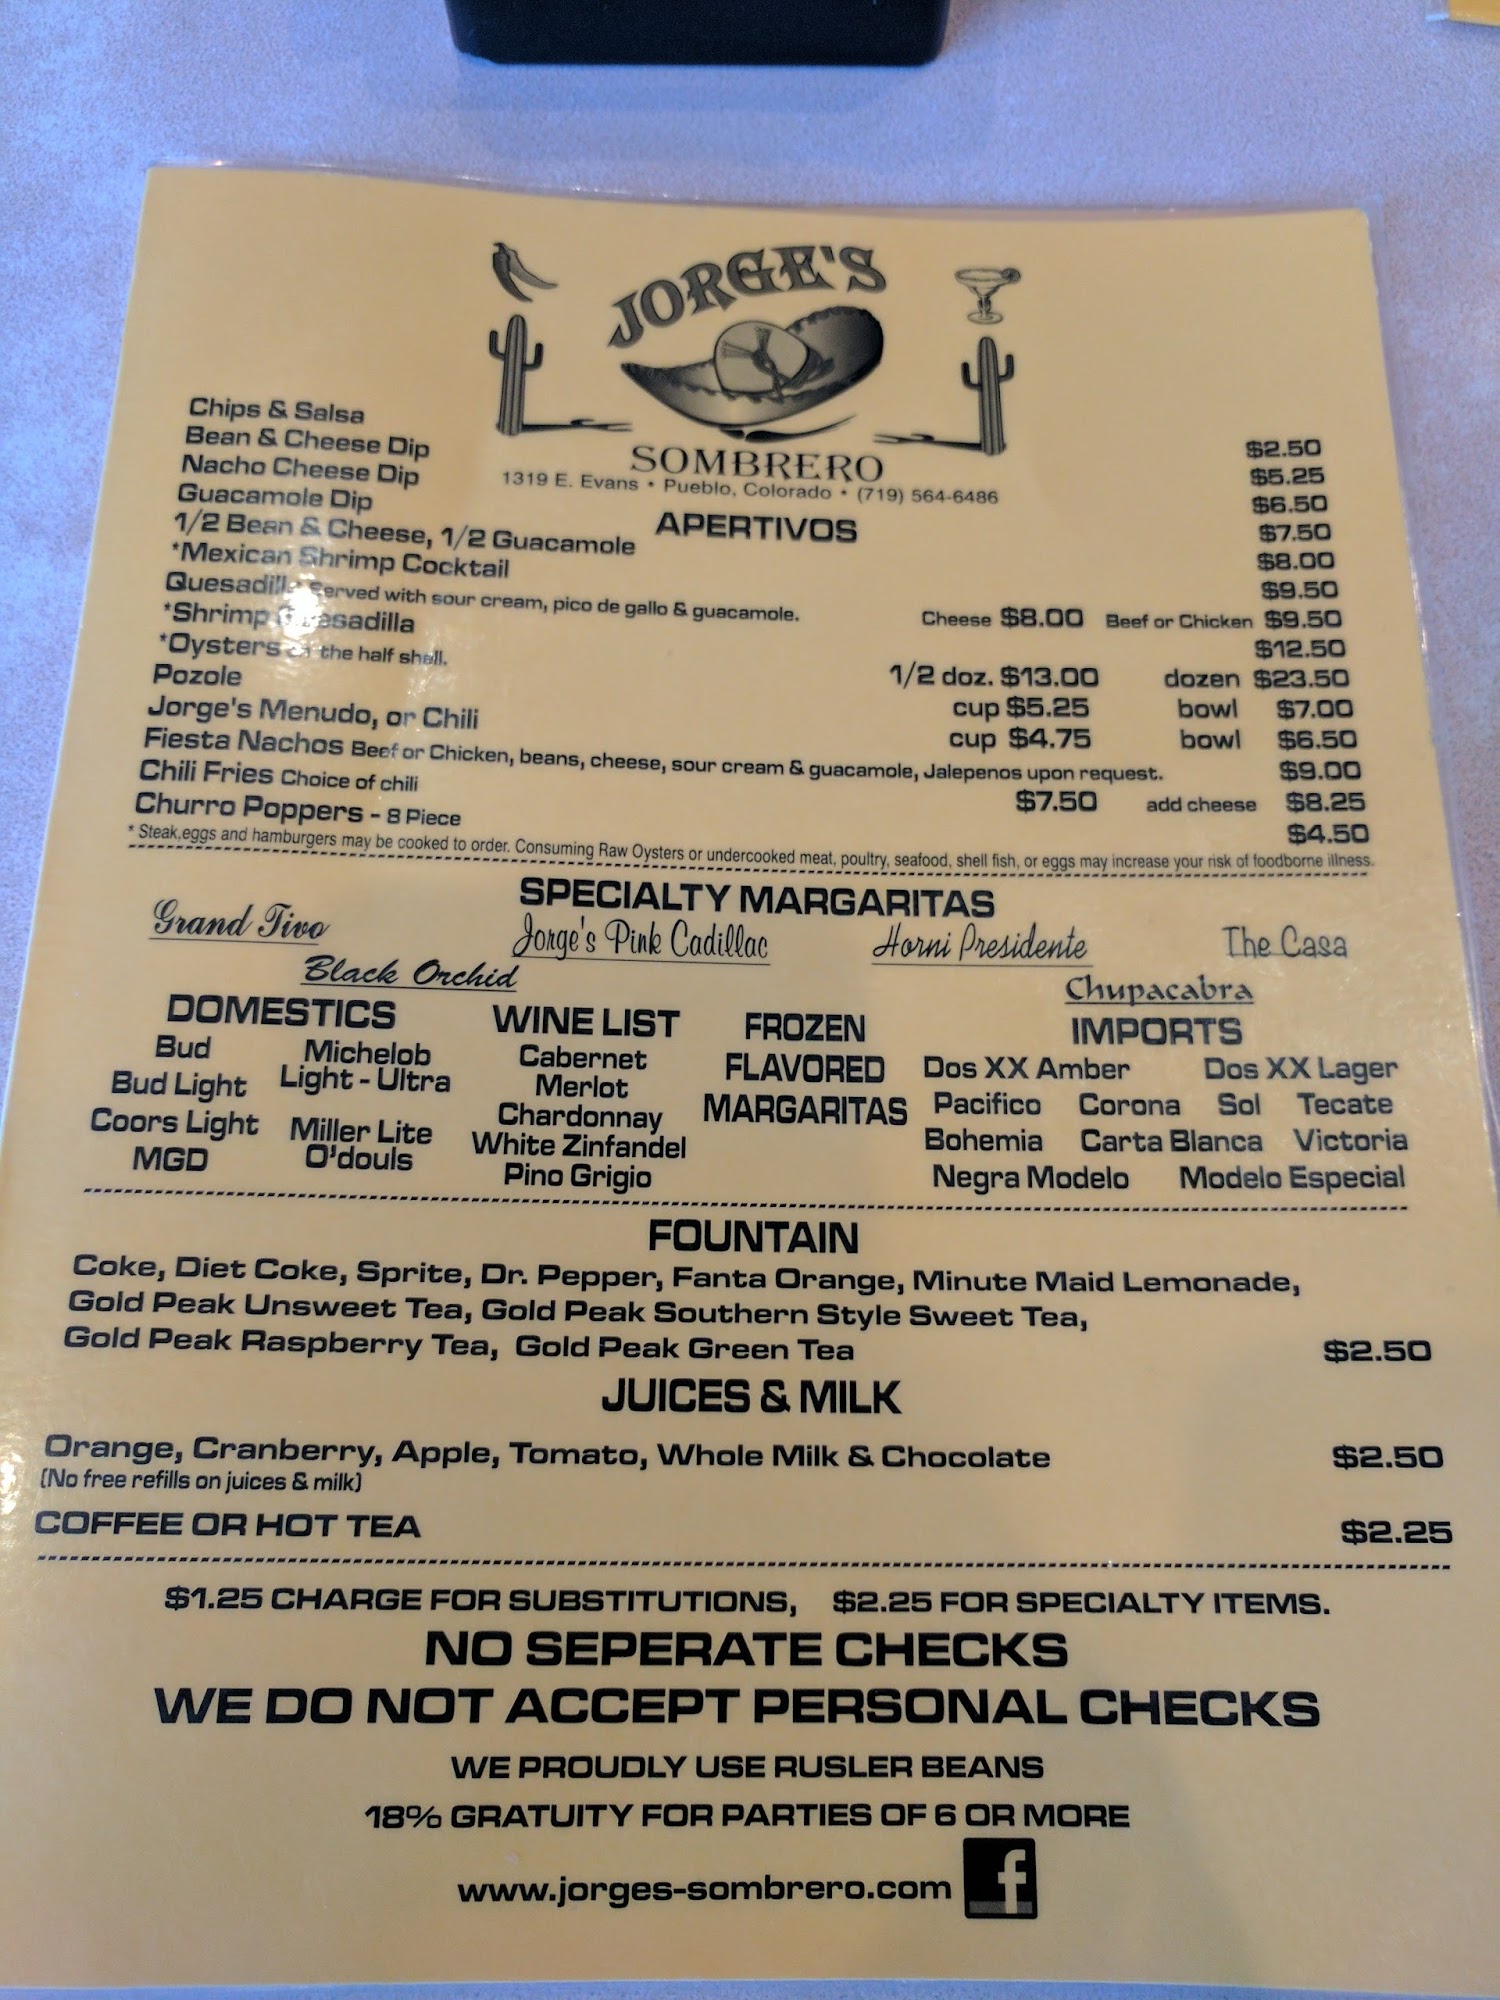 JORGE'S
SOMBRERO
1319 E. Evans • Pueblo, Colorado • (719) 564-6486
APERTIVOS
Chips & Salsa $2.50
Bean & Cheese Dip $5.25
Nacho Cheese Dip $6.50
Guacamole Dip $7.50
1/2 Bean & Cheese, 1/2 Guacamole $8.00
*Mexican Shrimp Cocktail $9.50
Quesadilla Served with sour cream, pico de gallo & guacamole. Cheese $8.00 Beef or Chicken $9.50
*Shrimp Quesadilla $12.50
*Oysters on the half shell. 1/2 doz. $13.00 dozen $23.50
Pozole cup $5.25 bowl $7.00
Jorge's Menudo, or Chili cup $4.75 bowl $6.50
Fiesta Nachos Beef or Chicken, beans, cheese, sour cream & guacamole, Jalepenos upon request. $9.00
Chili Fries Choice of chili $7.50 add cheese $8.25
Churro Poppers - 8 Piece $4.50
* Steak,eggs and hamburgers may be cooked to order. Consuming Raw Oysters or undercooked meat, poultry, seafood, shell fish, or eggs may increase your risk of foodborne illness.
SPECIALTY MARGARITAS
Grand Tivo Jorge's Pink Cadillac Horni Presidente The Casa
Black Orchid Chupacabra
DOMESTICS
Bud Michelob
Bud Light Light - Ultra
Coors Light Miller Lite
MGD O'douls
WINE LIST
Cabernet
Merlot
Chardonnay
White Zinfandel
Pino Grigio
FROZEN
FLAVORED
MARGARITAS
IMPORTS
Dos XX Amber Dos XX Lager
Pacifico Corona Sol Tecate
Bohemia Carta Blanca Victoria
Negra Modelo Modelo Especial
FOUNTAIN
Coke, Diet Coke, Sprite, Dr. Pepper, Fanta Orange, Minute Maid Lemonade,
Gold Peak Unsweet Tea, Gold Peak Southern Style Sweet Tea,
Gold Peak Raspberry Tea, Gold Peak Green Tea $2.50
JUICES & MILK
Orange, Cranberry, Apple, Tomato, Whole Milk & Chocolate $2.50
(No free refills on juices & milk)
COFFEE OR HOT TEA $2.25
$1.25 CHARGE FOR SUBSTITUTIONS, $2.25 FOR SPECIALTY ITEMS.
NO SEPERATE CHECKS
WE DO NOT ACCEPT PERSONAL CHECKS
WE PROUDLY USE RUSLER BEANS
18% GRATUITY FOR PARTIES OF 6 OR MORE
www.jorges-sombrero.com f